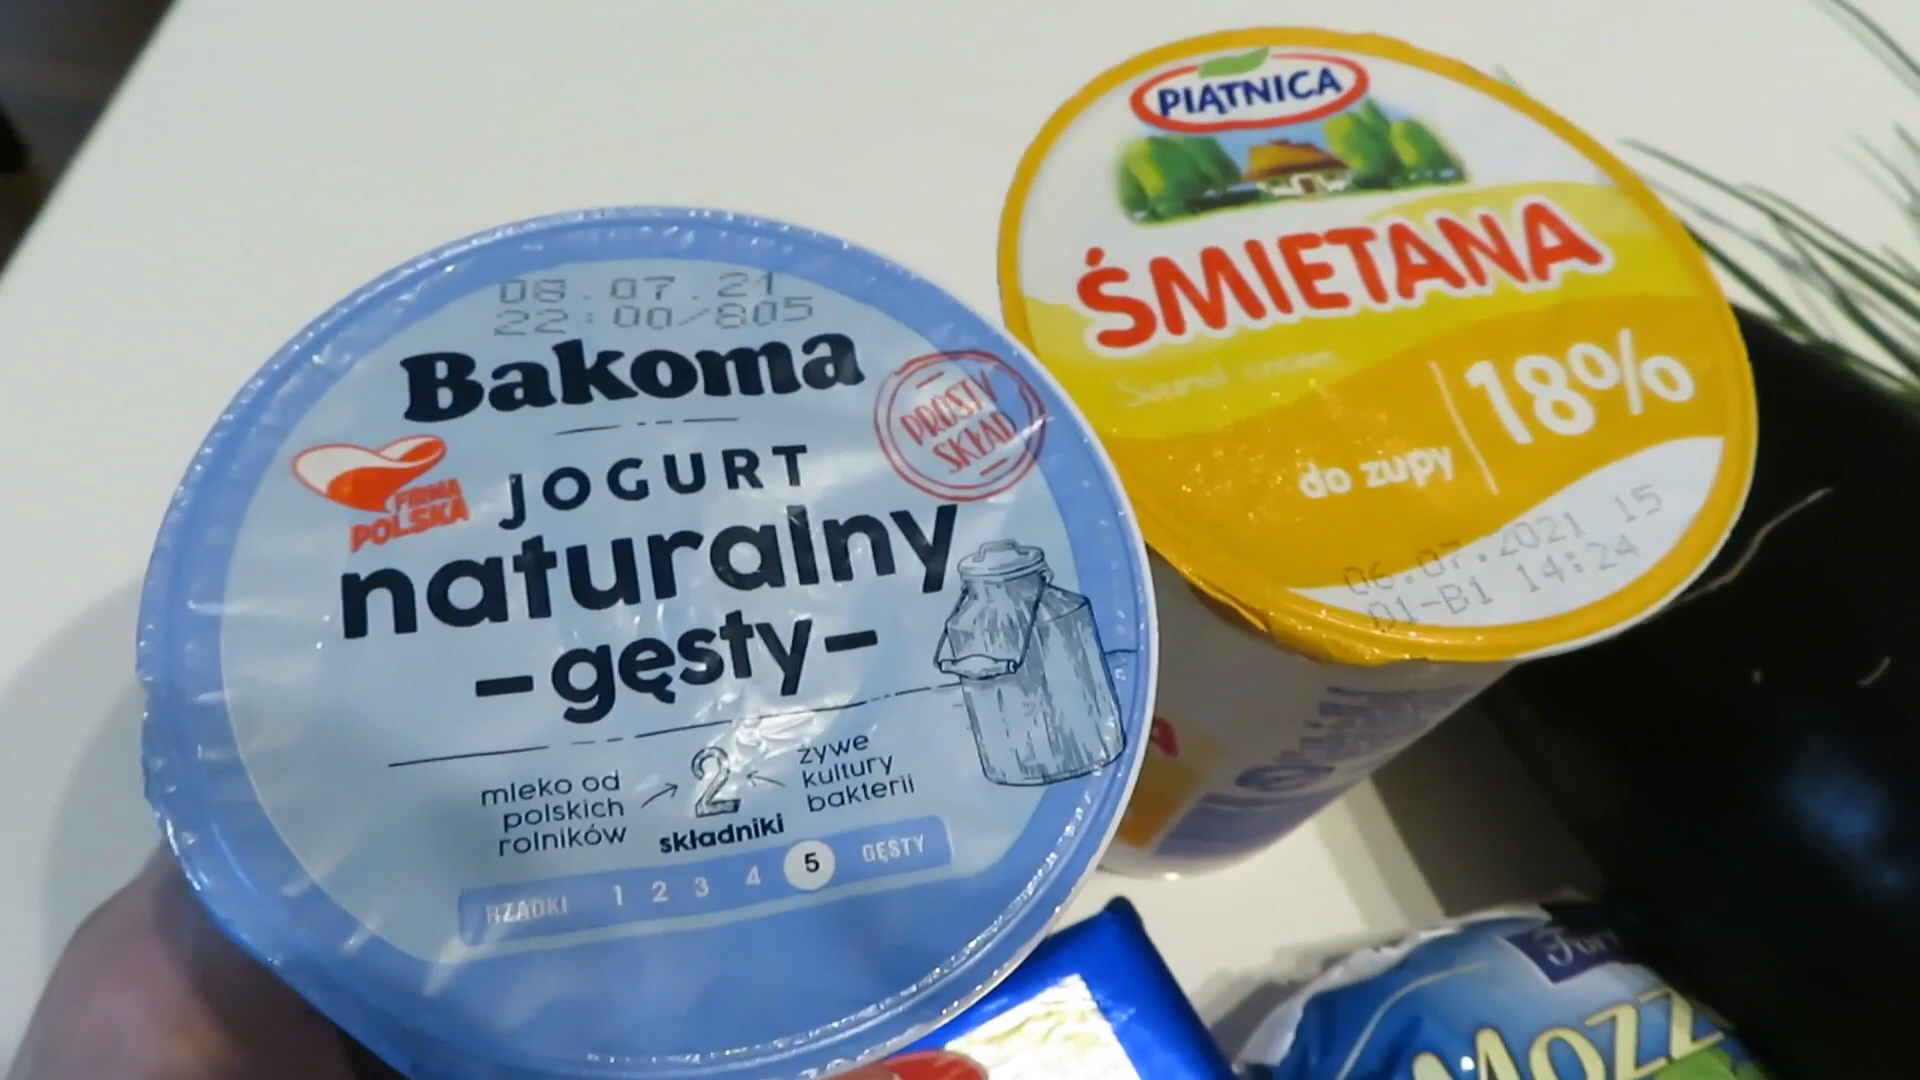 08.07.21
22:00/805
Bakoma
PROSTY
SKŁAD
FIRMA
POLSKA
JOGURT
naturalny
-gęsty-
mleko od
polskich
rolników
2
składniki
żywe
kultury
bakterii
RZADKI 1 2 3 4 5 GĘSTY
PIĄTNICA
ŚMIETANA
do zupy
18%
06.07.2021 15
01-B1 14:24